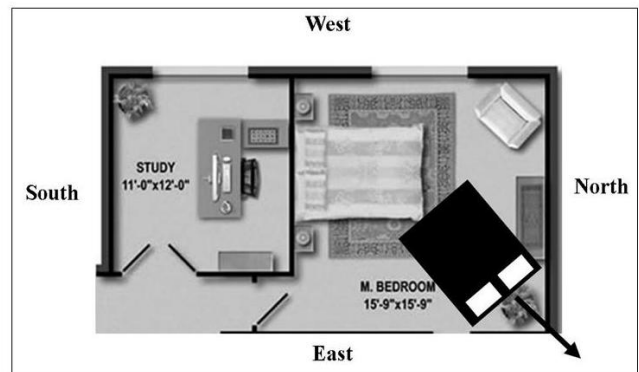 West
STUDY
11'-0"x12'-0"
South
North
M. BEDROOM
15'-9"x15'-9"
East